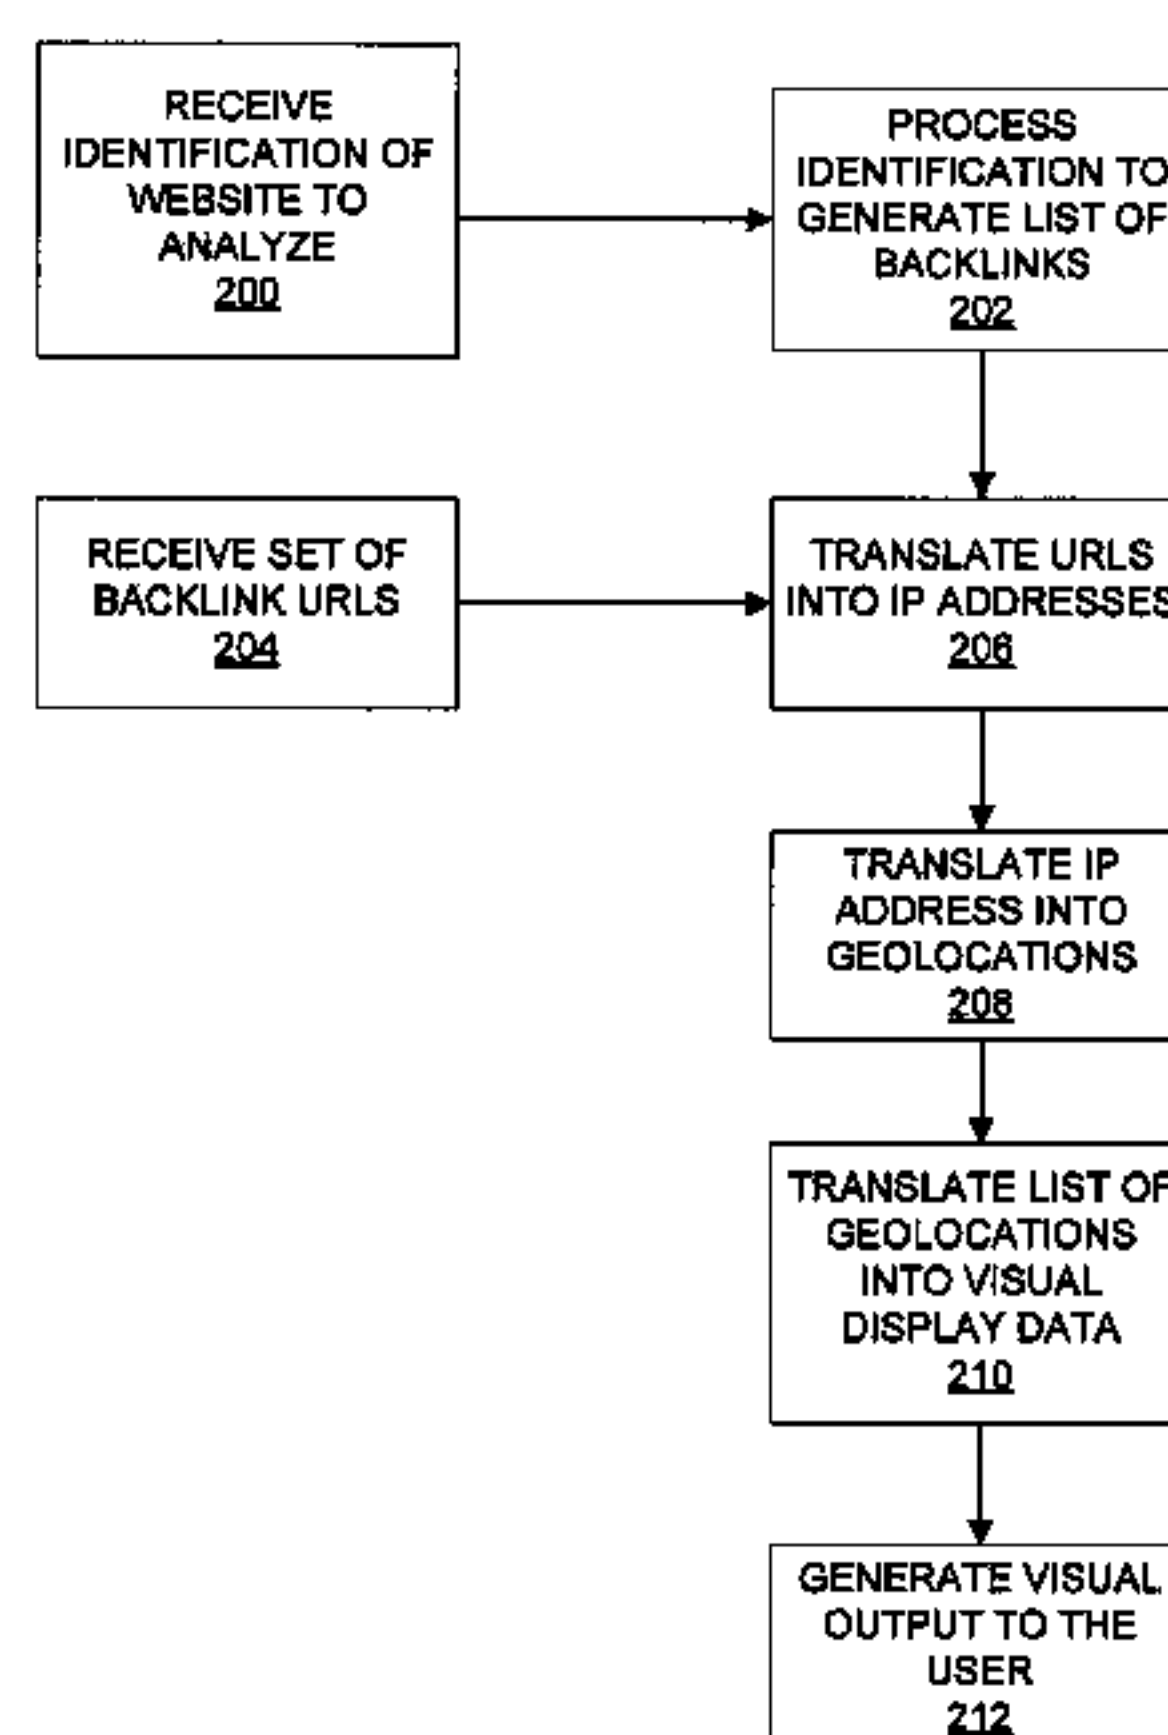 RECEIVE
IDENTIFICATION OF
WEBSITE TO
ANALYZE
200
PROCESS
IDENTIFICATION TO
GENERATE LIST OF
BACKLINKS
202
RECEIVE SET OF
BACKLINK URLS
204
TRANSLATE URLS
INTO IP ADDRESSES
206
TRANSLATE IP
ADDRESS INTO
GEOLOCATIONS
208
TRANSLATE LIST OF
GEOLOCATIONS
INTO VISUAL
DISPLAY DATA
210
GENERATE VISUAL
OUTPUT TO THE
USER
212